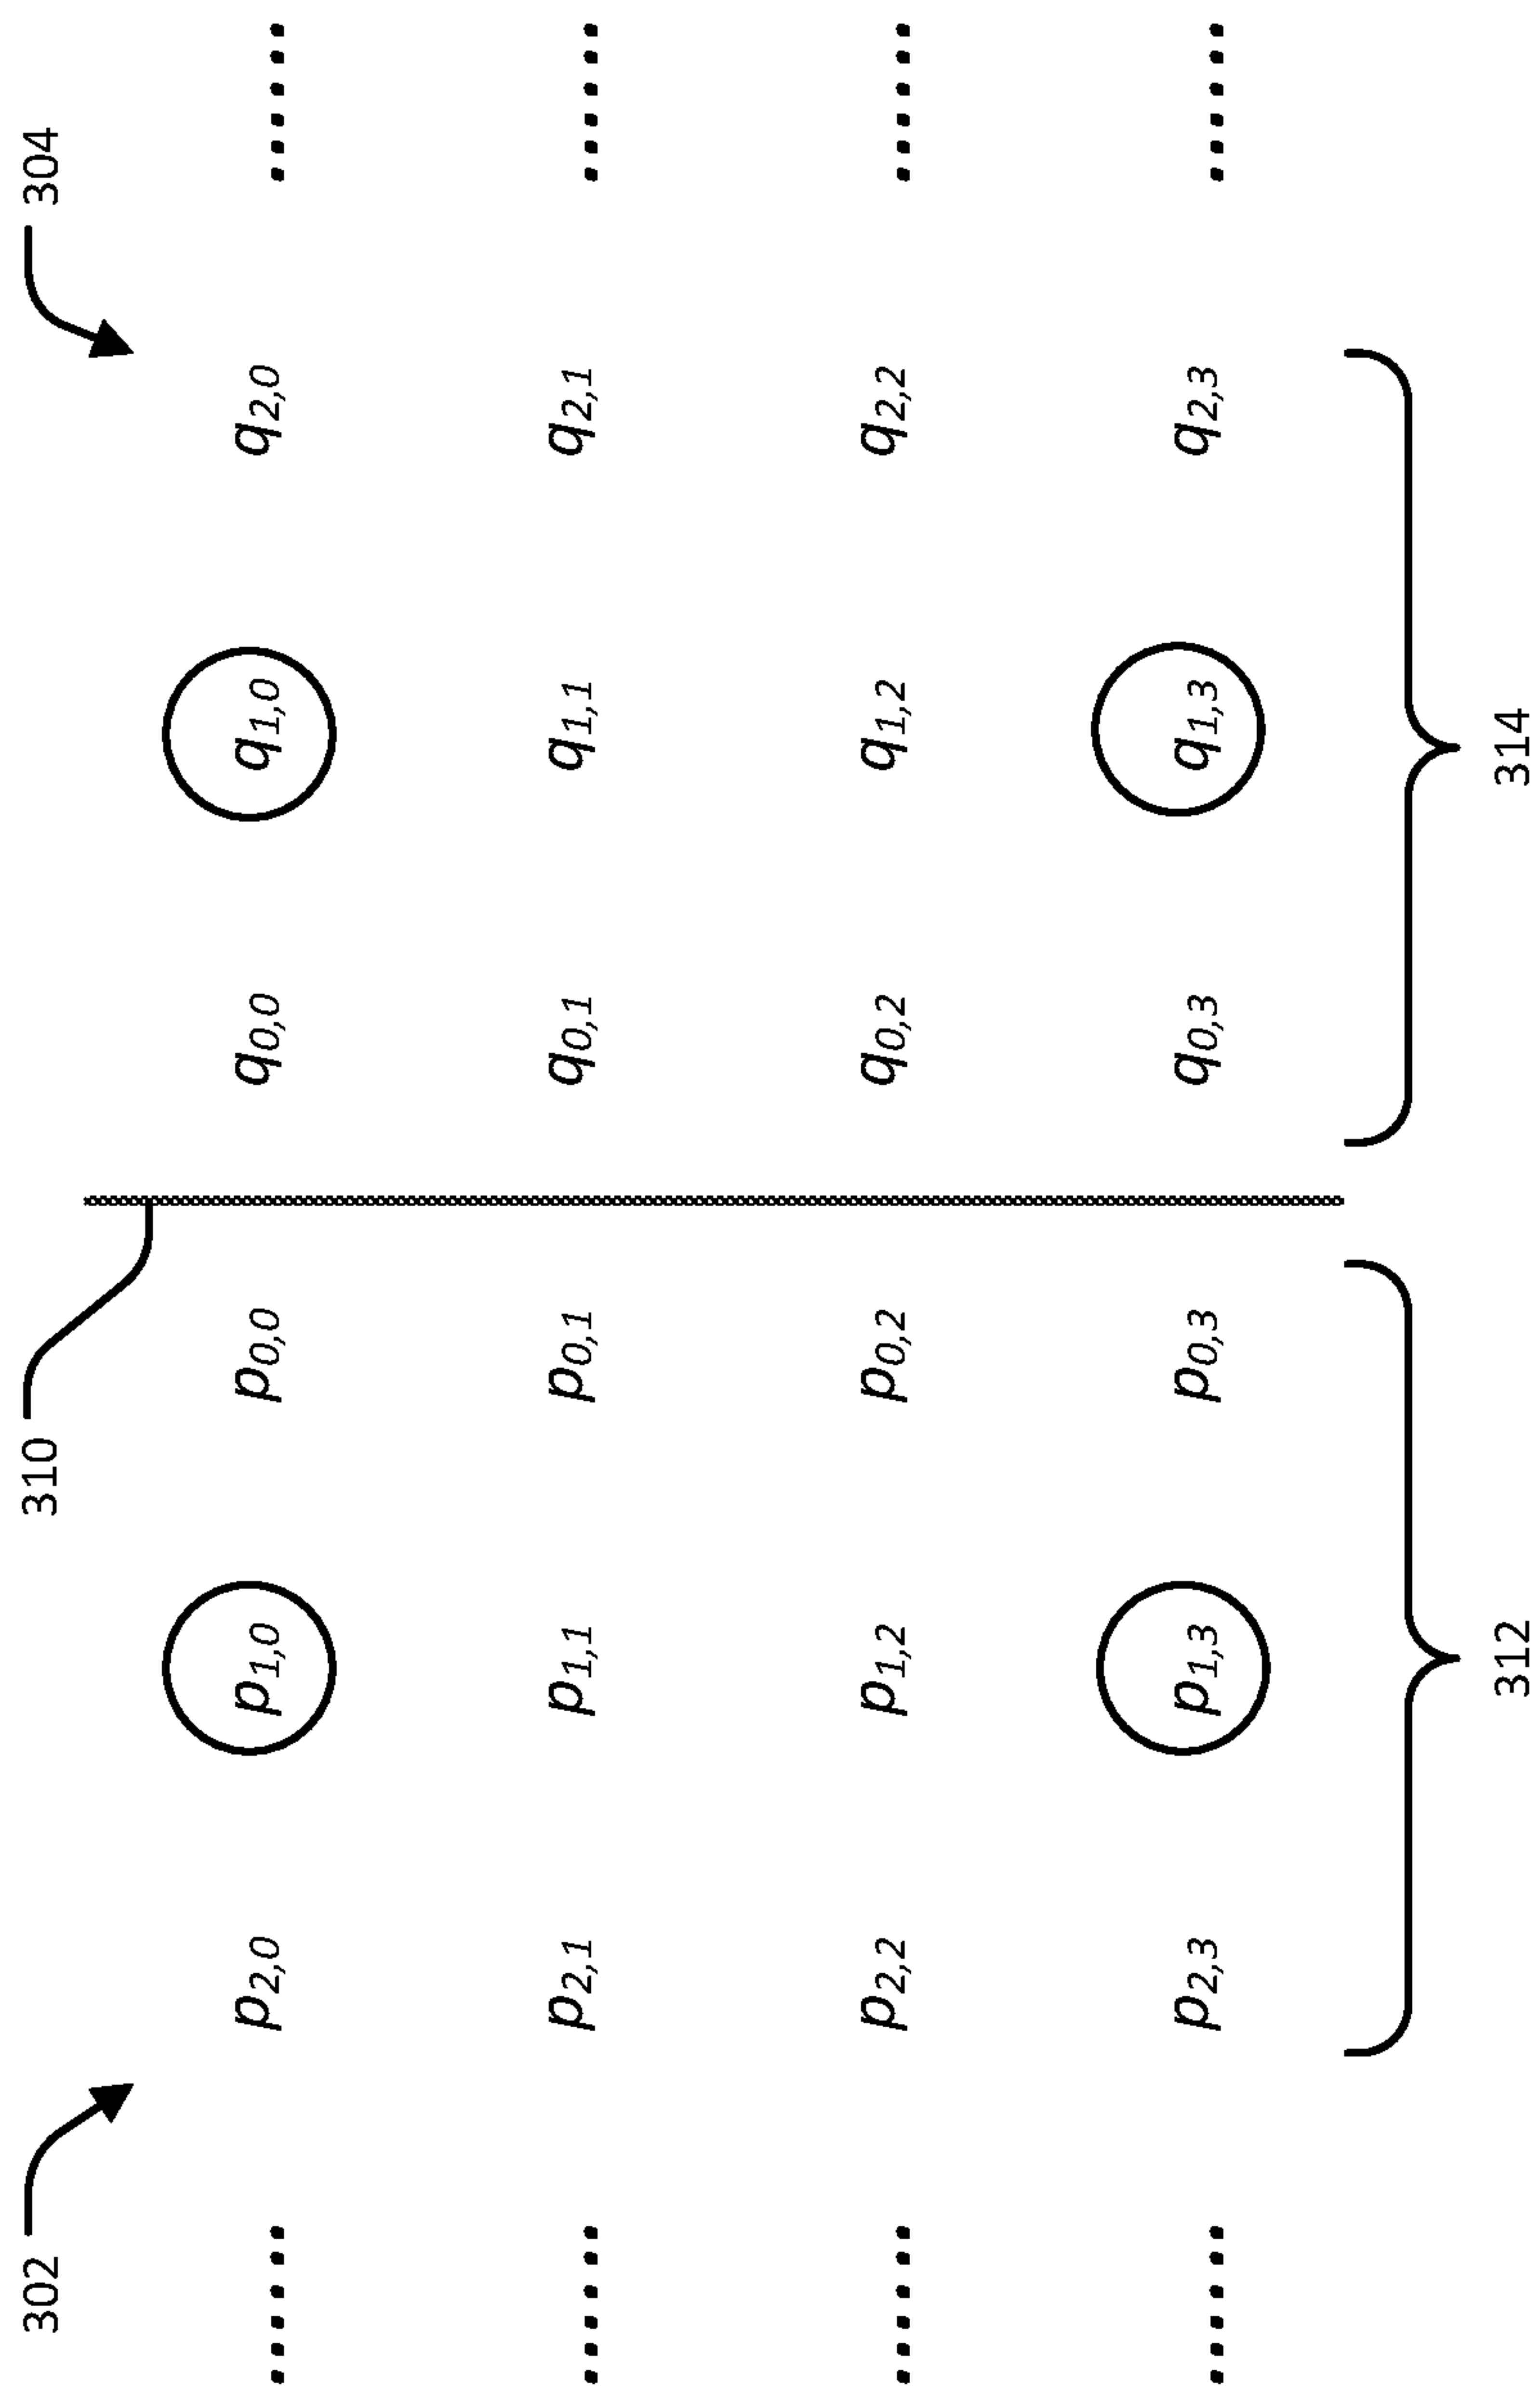 302 310 304
...... p2,0 p1,0 p0,0 q0,0 q1,0 q2,0 ......
...... p2,1 p1,1 p0,1 q0,1 q1,1 q2,1 ......
...... p2,2 p1,2 p0,2 q0,2 q1,2 q2,2 ......
...... p2,3 p1,3 p0,3 q0,3 q1,3 q2,3 ......
312 314